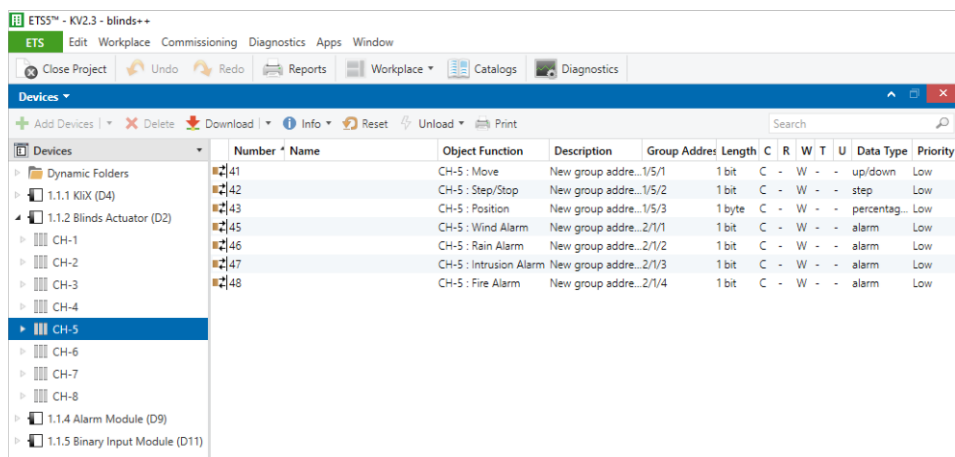 ETS5™ - KV2.3 - blinds++
ETS Edit Workplace Commissioning Diagnostics Apps Window
Close Project Undo Redo Reports Workplace Catalogs Diagnostics
Devices
Add Devices Delete Download Info Reset Unload Print Search
Devices Number Name Object Function Description Group Addres Length C R W T U Data Type Priority
Dynamic Folders 41 CH-5 : Move New group addre... 1/5/1 1 bit C - W - - up/down Low
1.1.1 KliX (D4) 42 CH-5 : Step/Stop New group addre... 1/5/2 1 bit C - W - - step Low
1.1.2 Blinds Actuator (D2) 43 CH-5 : Position New group addre... 1/5/3 1 byte C - W - - percentag... Low
CH-1 45 CH-5 : Wind Alarm New group addre... 2/1/1 1 bit C - W - - alarm Low
46 CH-5 : Rain Alarm New group addre... 2/1/2 1 bit C - W - - alarm Low
CH-2 47 CH-5 : Intrusion Alarm New group addre... 2/1/3 1 bit C - W - - alarm Low
CH-3 48 CH-5 : Fire Alarm New group addre... 2/1/4 1 bit C - W - - alarm Low
CH-4
CH-5
CH-6
CH-7
CH-8
1.1.4 Alarm Module (D9)
1.1.5 Binary Input Module (D11)